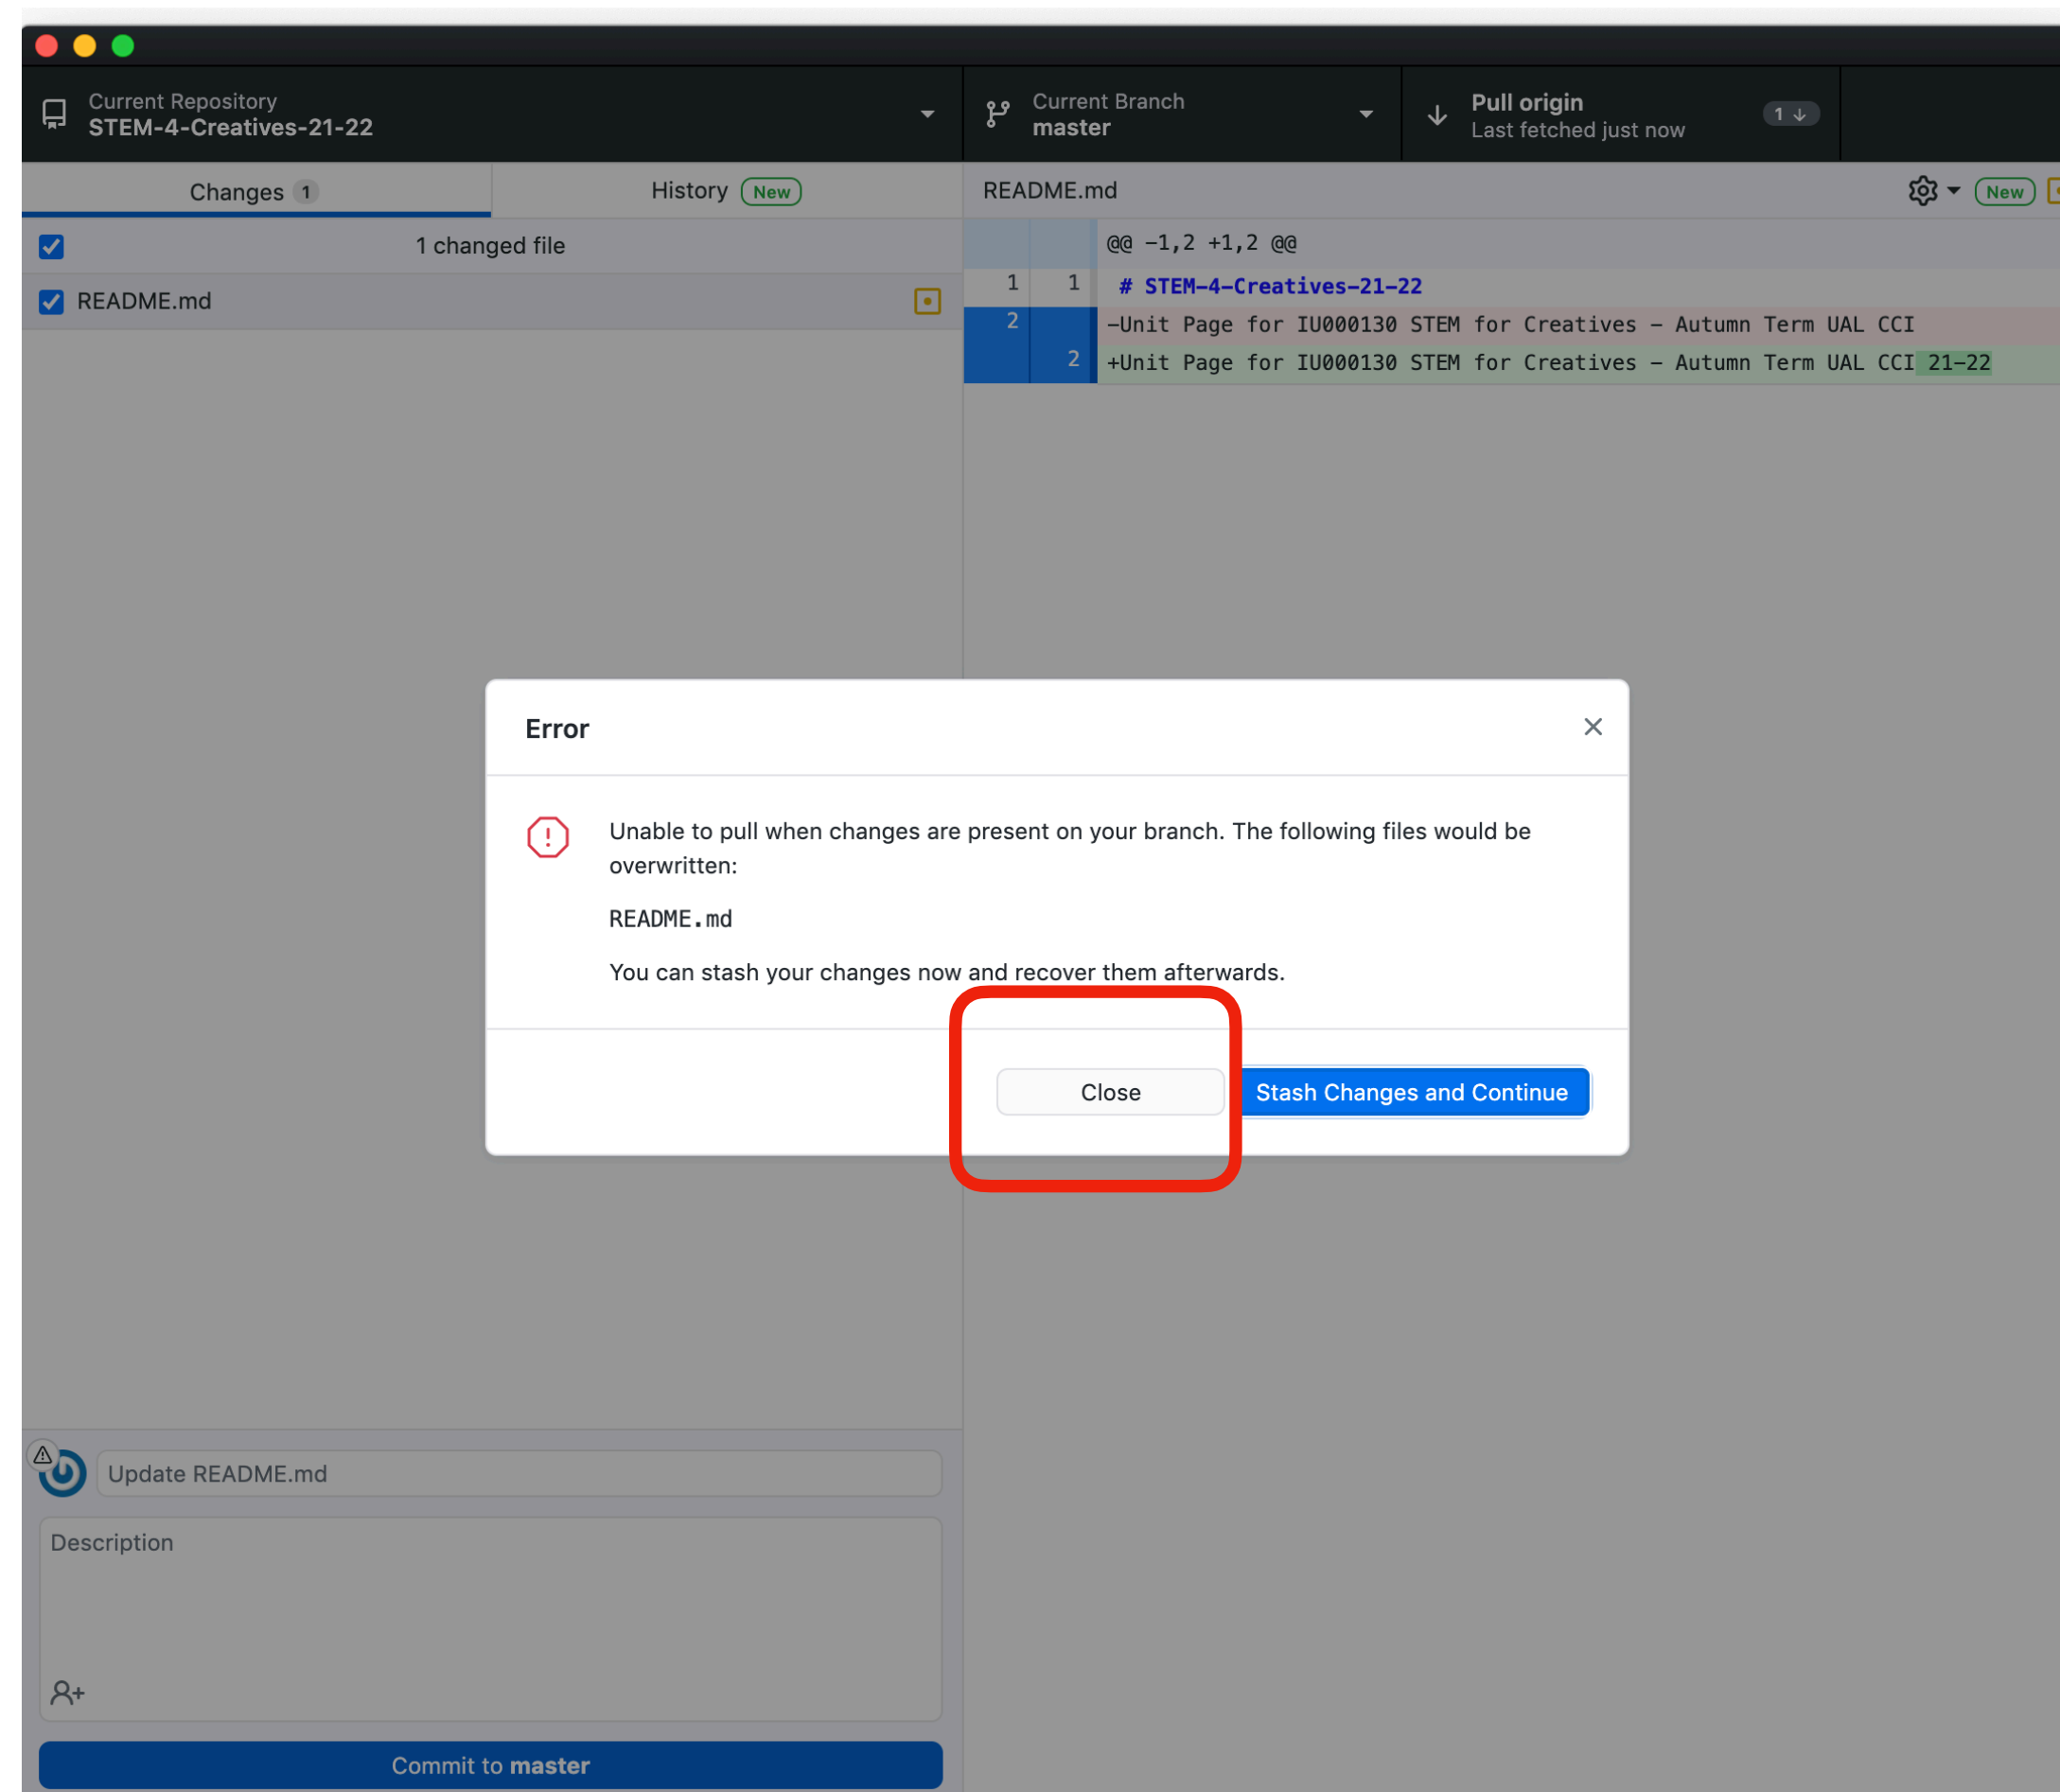 Current Repository
STEM-4-Creatives-21-22
Current Branch
master
Pull origin
Last fetched just now
1
Changes 1
History New
README.md
New
1 changed file
README.md
@@ -1,2 +1,2 @@
1 1 # STEM-4-Creatives-21-22
2 -Unit Page for IU000130 STEM for Creatives - Autumn Term UAL CCI
2 +Unit Page for IU000130 STEM for Creatives - Autumn Term UAL CCI 21-22
Error
Unable to pull when changes are present on your branch. The following files would be
overwritten:
README.md
You can stash your changes now and recover them afterwards.
Close
Stash Changes and Continue
Update README.md
Description
Commit to master